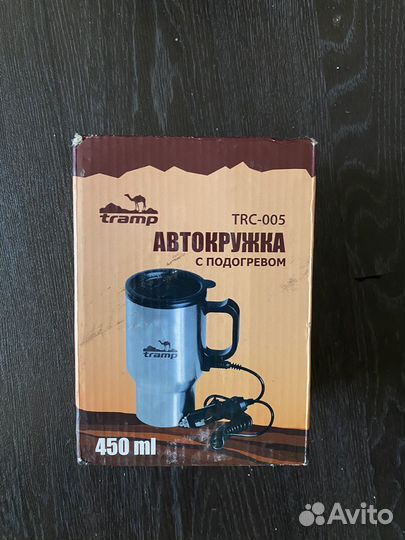 tramp
TRC-005
АВТОКРУЖКА
С ПОДОГРЕВОМ
tramp
450 ml
Avito